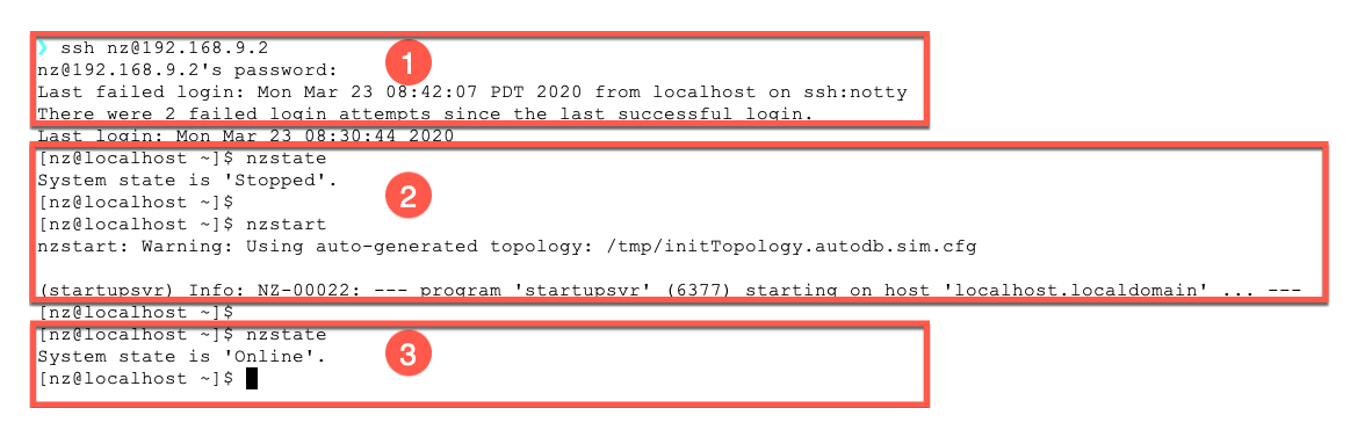 ❯ ssh nz@192.168.9.2
nz@192.168.9.2's password:
1
Last failed login: Mon Mar 23 08:42:07 PDT 2020 from localhost on ssh:notty
There were 2 failed login attempts since the last successful login.
Last login: Mon Mar 23 08:30:44 2020
[nz@localhost ~]$ nzstate
System state is 'Stopped'.
2
[nz@localhost ~]$
[nz@localhost ~]$ nzstart
nzstart: Warning: Using auto-generated topology: /tmp/initTopology.autodb.sim.cfg
(startupsvr) Info: NZ-00022: --- program 'startupsvr' (6377) starting on host 'localhost.localdomain' ... ---
[nz@localhost ~]$
[nz@localhost ~]$ nzstate
System state is 'Online'.
3
[nz@localhost ~]$